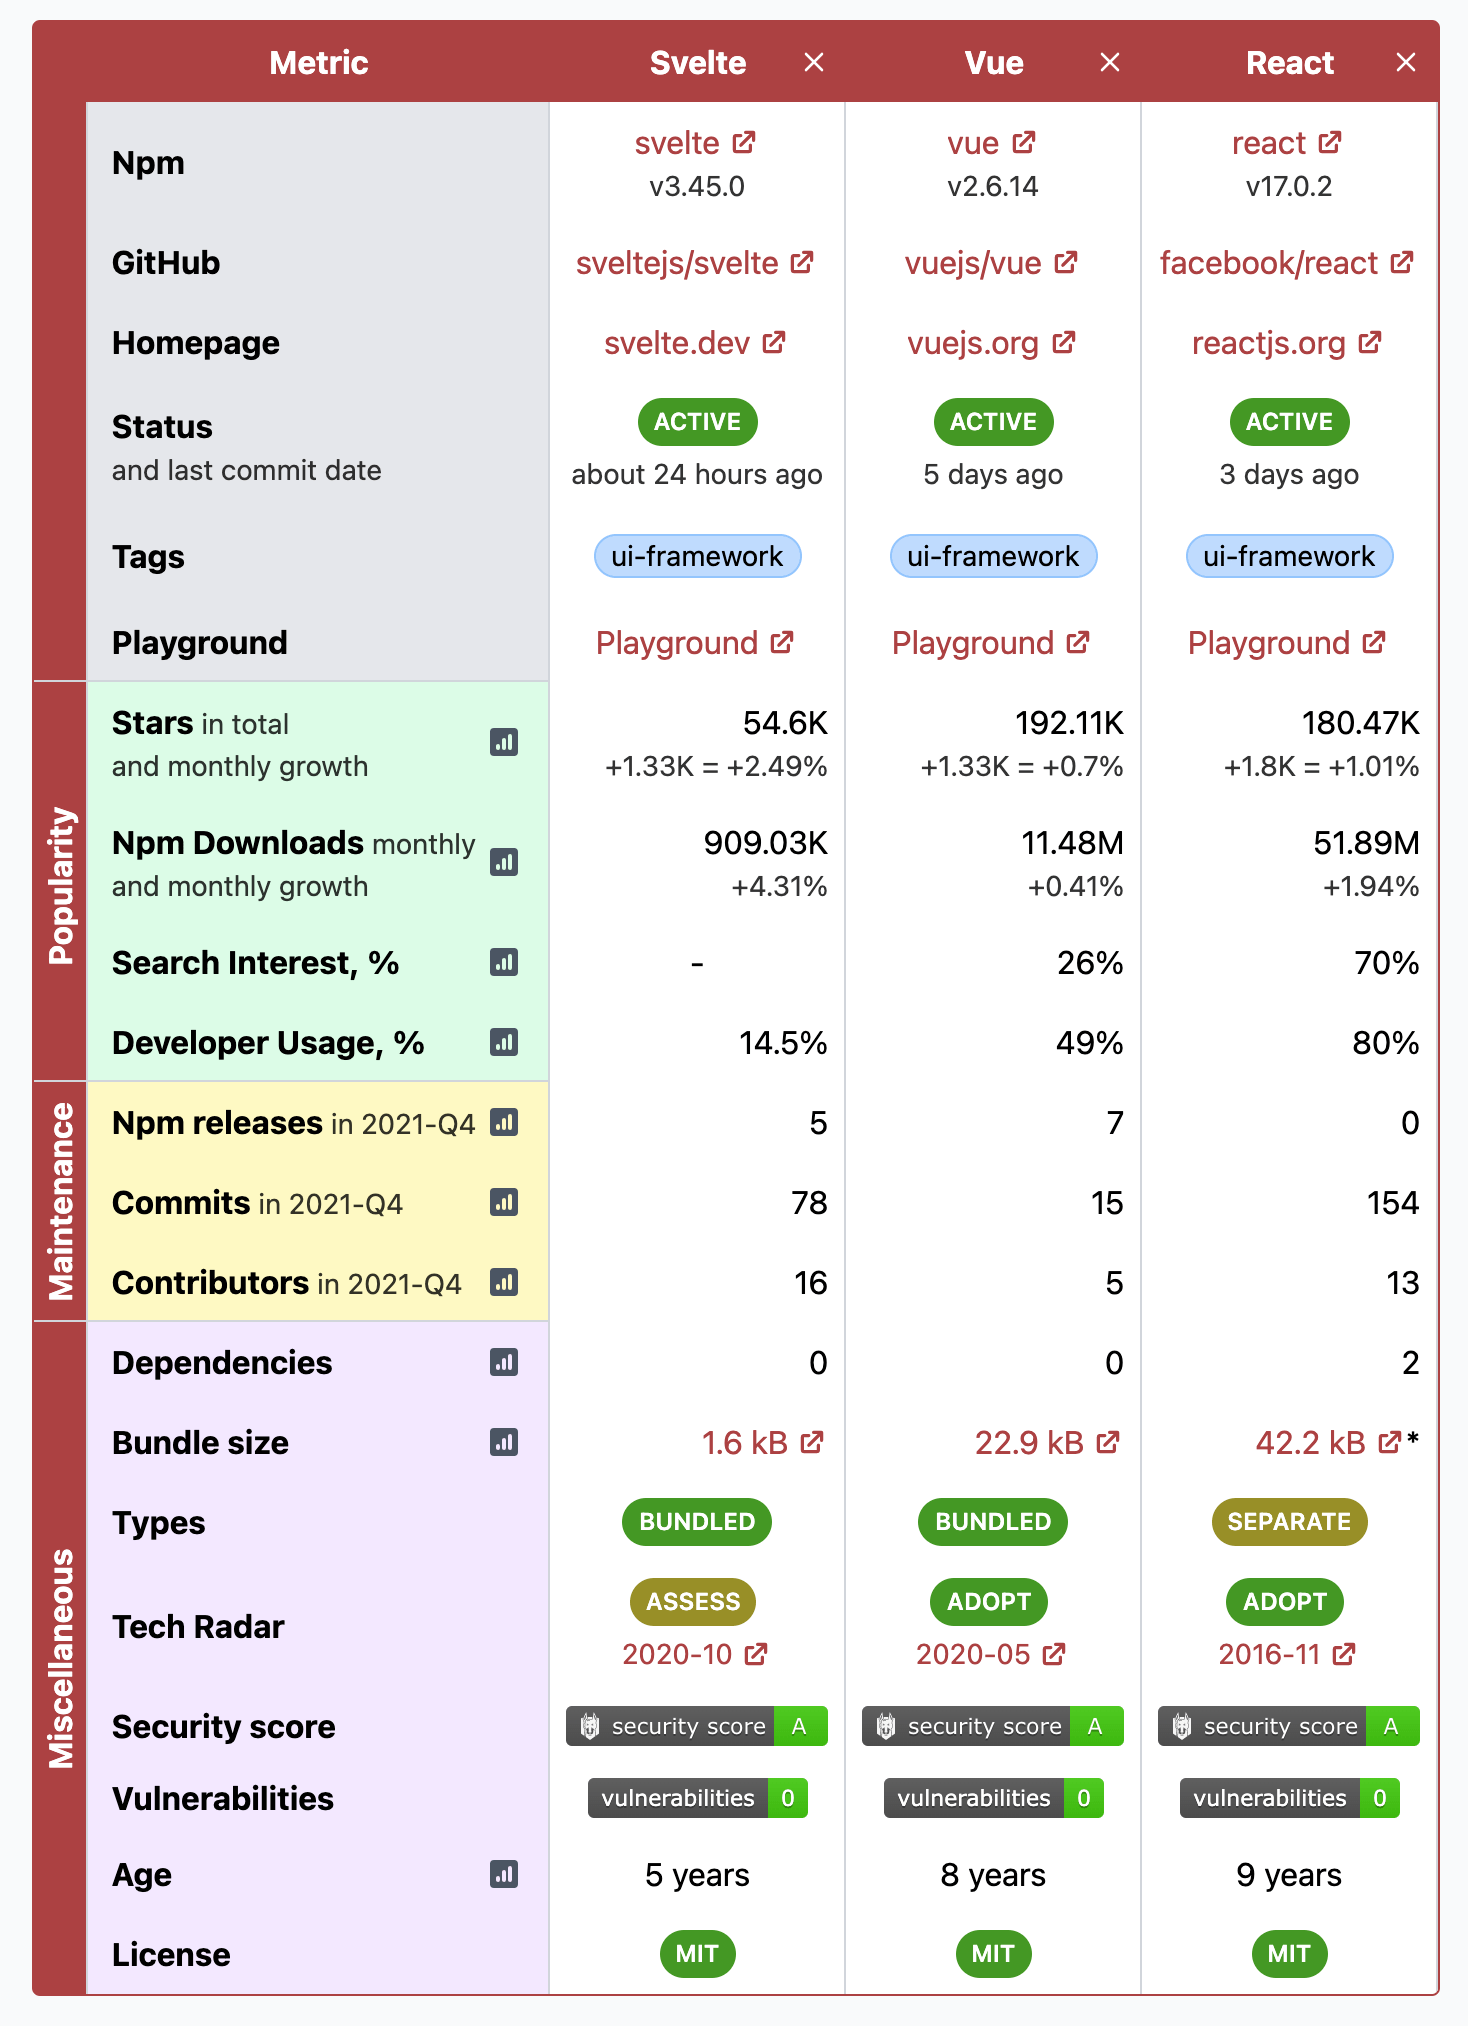 Metric Svelte Vue React
Npm svelte vue react
v3.45.0 v2.6.14 v17.0.2
GitHub sveltejs/svelte vuejs/vue facebook/react
Homepage svelte.dev vuejs.org reactjs.org
Status ACTIVE ACTIVE ACTIVE
and last commit date about 24 hours ago 5 days ago 3 days ago
Tags ui-framework ui-framework ui-framework
Playground Playground Playground Playground
Popularity
Stars in total 54.6K 192.11K 180.47K
and monthly growth +1.33K = +2.49% +1.33K = +0.7% +1.8K = +1.01%
Npm Downloads monthly 909.03K 11.48M 51.89M
and monthly growth +4.31% +0.41% +1.94%
Search Interest, % - 26% 70%
Developer Usage, % 14.5% 49% 80%
Maintenance
Npm releases in 2021-Q4 5 7 0
Commits in 2021-Q4 78 15 154
Contributors in 2021-Q4 16 5 13
Miscellaneous
Dependencies 0 0 2
Bundle size 1.6 kB 22.9 kB 42.2 kB *
Types BUNDLED BUNDLED SEPARATE
Tech Radar ASSESS ADOPT ADOPT
2020-10 2020-05 2016-11
Security score security score A security score A security score A
Vulnerabilities vulnerabilities 0 vulnerabilities 0 vulnerabilities 0
Age 5 years 8 years 9 years
License MIT MIT MIT